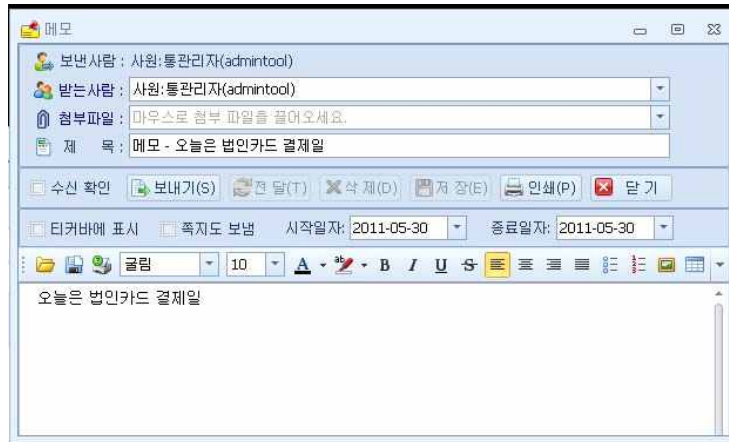 메모
보낸사람 : 사원:통관리자(admintool)
받는사람 : 사원:통관리자(admintool)
첨부파일 : 마우스로 첨부 파일을 끌어오세요.
제 목 : 메모 - 오늘은 법인카드 결제일
수신 확인 보내기(S) 전 달(T) 삭 제(D) 저 장(E) 인쇄(P) 닫 기
티커바에 표시 쪽지도 보냄 시작일자: 2011-05-30 종료일자: 2011-05-30
굴림 10 A B I U S
오늘은 법인카드 결제일